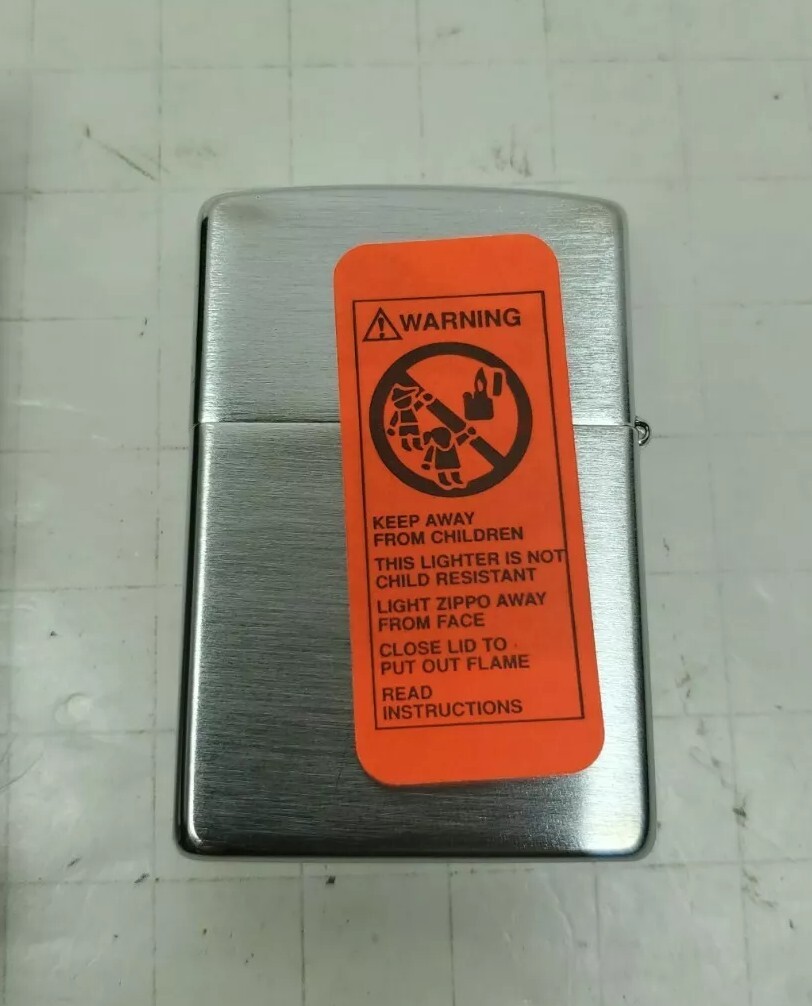 WARNING
KEEP AWAY
FROM CHILDREN
THIS LIGHTER IS NOT
CHILD RESISTANT
LIGHT ZIPPO AWAY
FROM FACE
CLOSE LID TO
PUT OUT FLAME
READ
INSTRUCTIONS